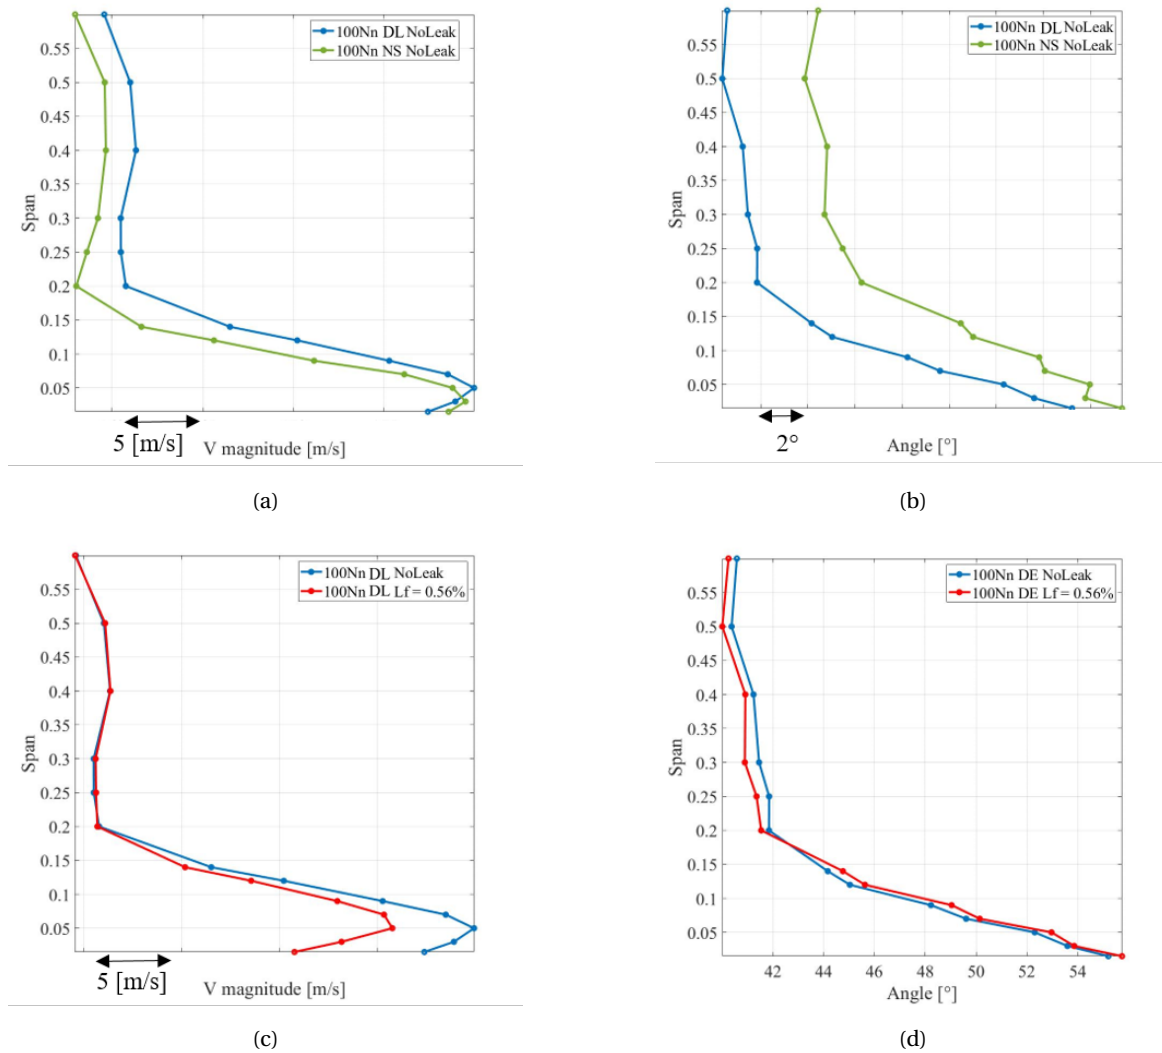 100Nn DL NoLeak
100Nn NS NoLeak
0.55
0.5
0.45
0.4
0.35
0.3
0.25
0.2
0.15
0.1
0.05
Span
5 [m/s]
V magnitude [m/s]
(a)
100Nn DL NoLeak
100Nn NS NoLeak
0.55
0.5
0.45
0.4
0.35
0.3
0.25
0.2
0.15
0.1
0.05
Span
2°
Angle [°]
(b)
100Nn DL NoLeak
100Nn DL Lf = 0.56%
0.55
0.5
0.45
0.4
0.35
0.3
0.25
0.2
0.15
0.1
0.05
Span
5 [m/s]
V magnitude [m/s]
(c)
100Nn DE NoLeak
100Nn DE Lf = 0.56%
0.55
0.5
0.45
0.4
0.35
0.3
0.25
0.2
0.15
0.1
0.05
Span
42 44 46 48 50 52 54
Angle [°]
(d)